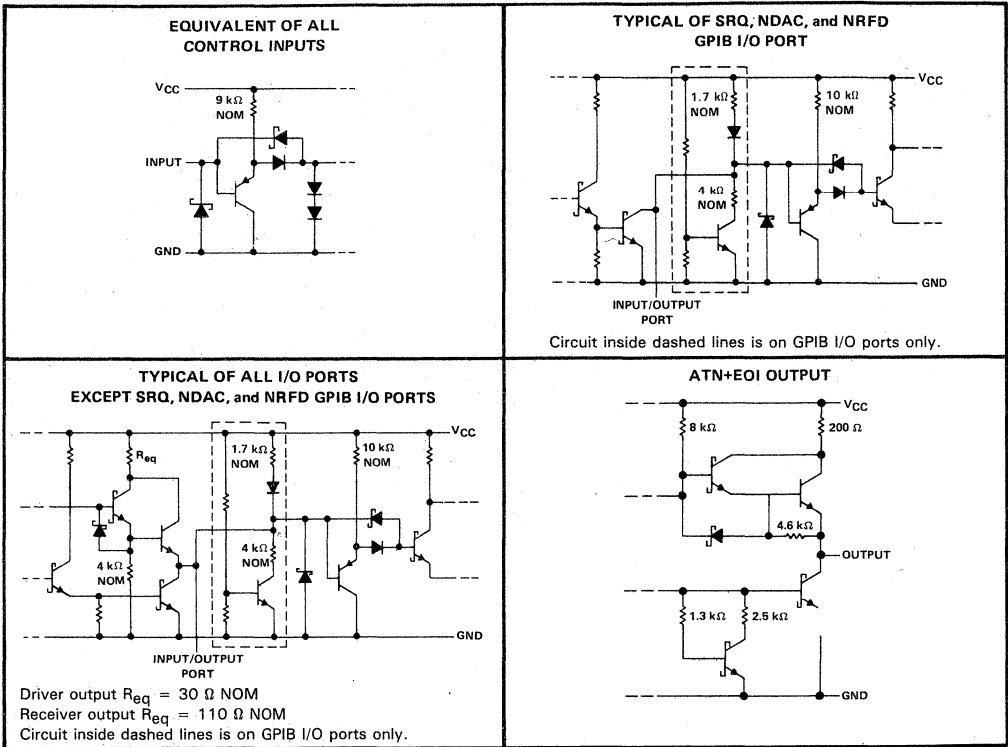 EQUIVALENT OF ALL
CONTROL INPUTS
VCC
9 kΩ
NOM
INPUT
GND
TYPICAL OF SRQ, NDAC, and NRFD
GPIB I/O PORT
VCC
1.7 kΩ
NOM
10 kΩ
NOM
4 kΩ
NOM
GND
INPUT/OUTPUT
PORT
Circuit inside dashed lines is on GPIB I/O ports only.
TYPICAL OF ALL I/O PORTS
EXCEPT SRQ, NDAC, and NRFD GPIB I/O PORTS
VCC
Req
1.7 kΩ
NOM
10 kΩ
NOM
4 kΩ
NOM
4 kΩ
NOM
GND
INPUT/OUTPUT
PORT
Driver output Req = 30 Ω NOM
Receiver output Req = 110 Ω NOM
Circuit inside dashed lines is on GPIB I/O ports only.
ATN+EOI OUTPUT
VCC
8 kΩ
200 Ω
4.6 kΩ
OUTPUT
1.3 kΩ
2.5 kΩ
GND